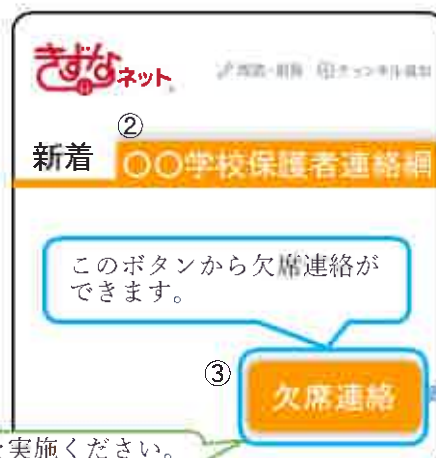 きずなネット
②
新着 〇〇学校保護者連絡網
このボタンから欠席連絡が
できます。
③
欠席連絡
実施ください。